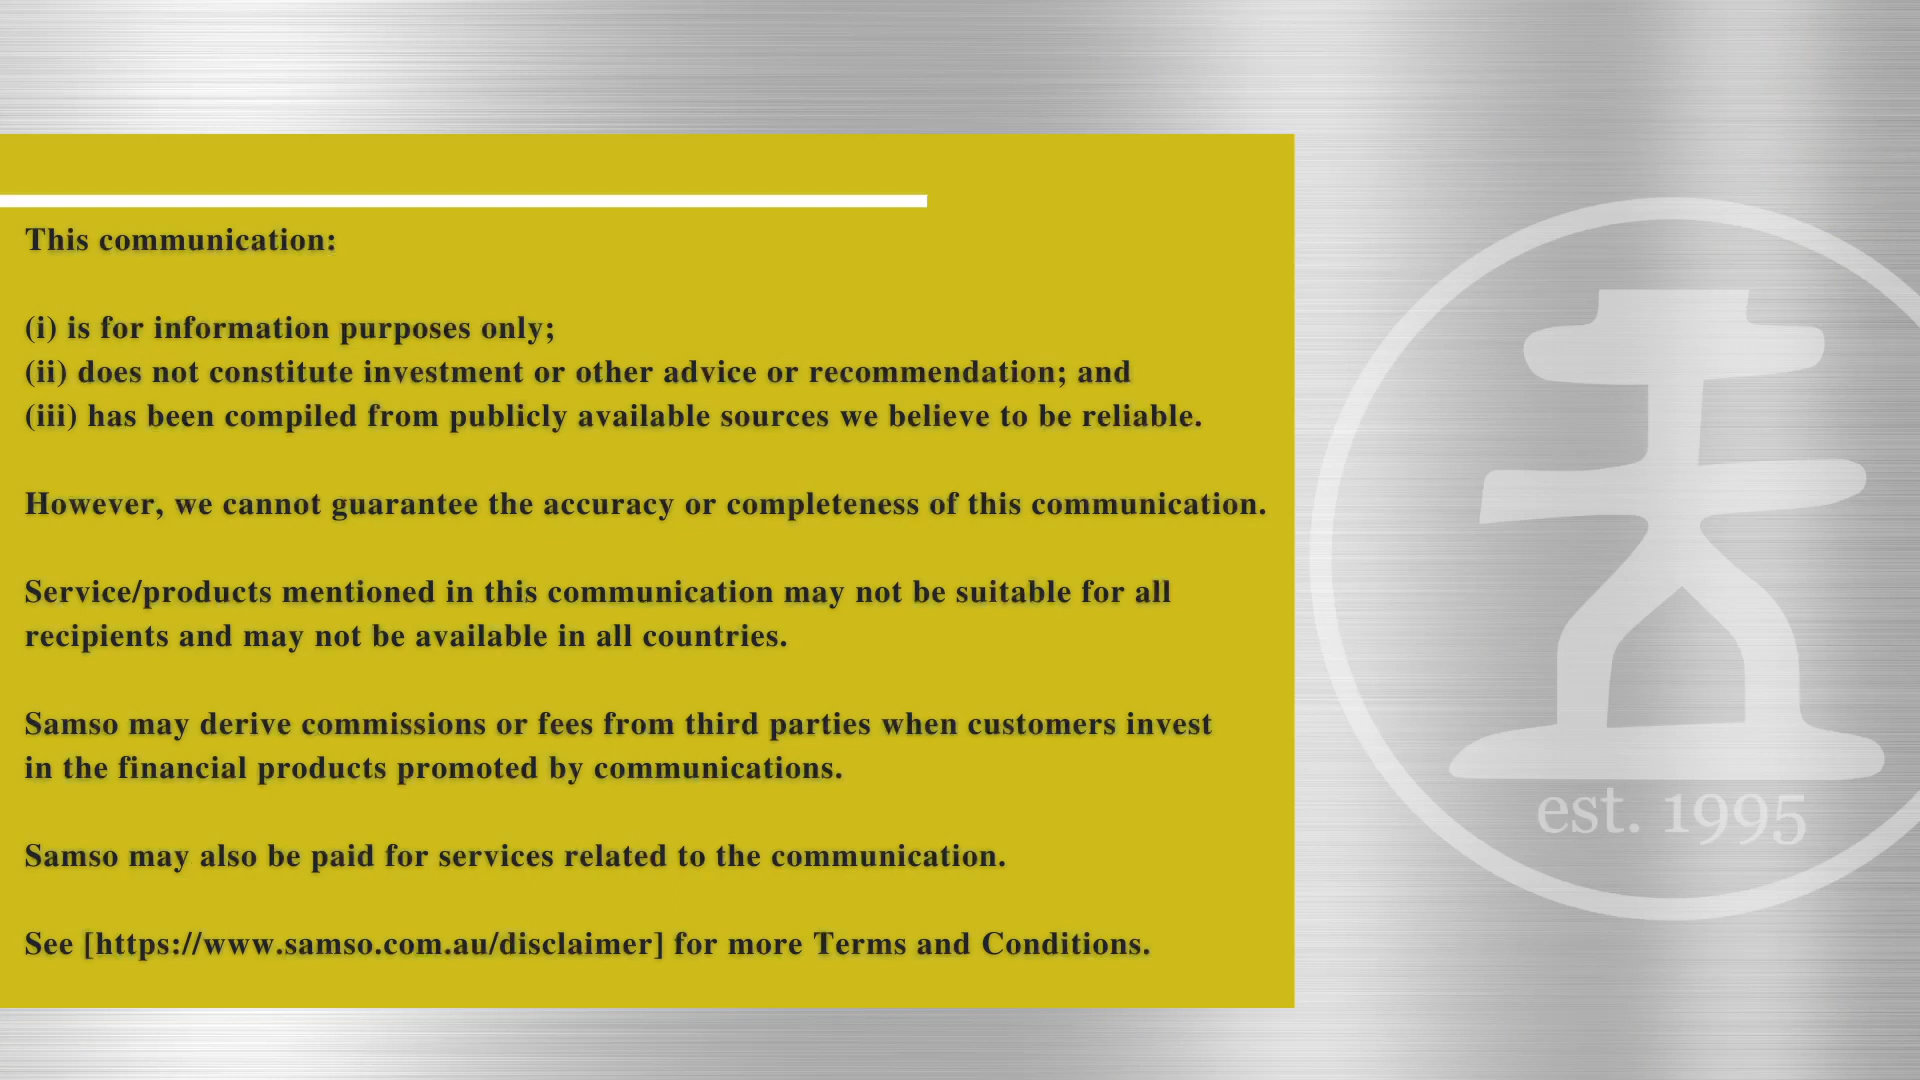 This communication:
(i) is for information purposes only;
(ii) does not constitute investment or other advice or recommendation; and
(iii) has been compiled from publicly available sources we believe to be reliable.
However, we cannot guarantee the accuracy or completeness of this communication.
Service/products mentioned in this communication may not be suitable for all
recipients and may not be available in all countries.
Samso may derive commissions or fees from third parties when customers invest
in the financial products promoted by communications.
Samso may also be paid for services related to the communication.
See [https://www.samso.com.au/disclaimer] for more Terms and Conditions.
est. 1995